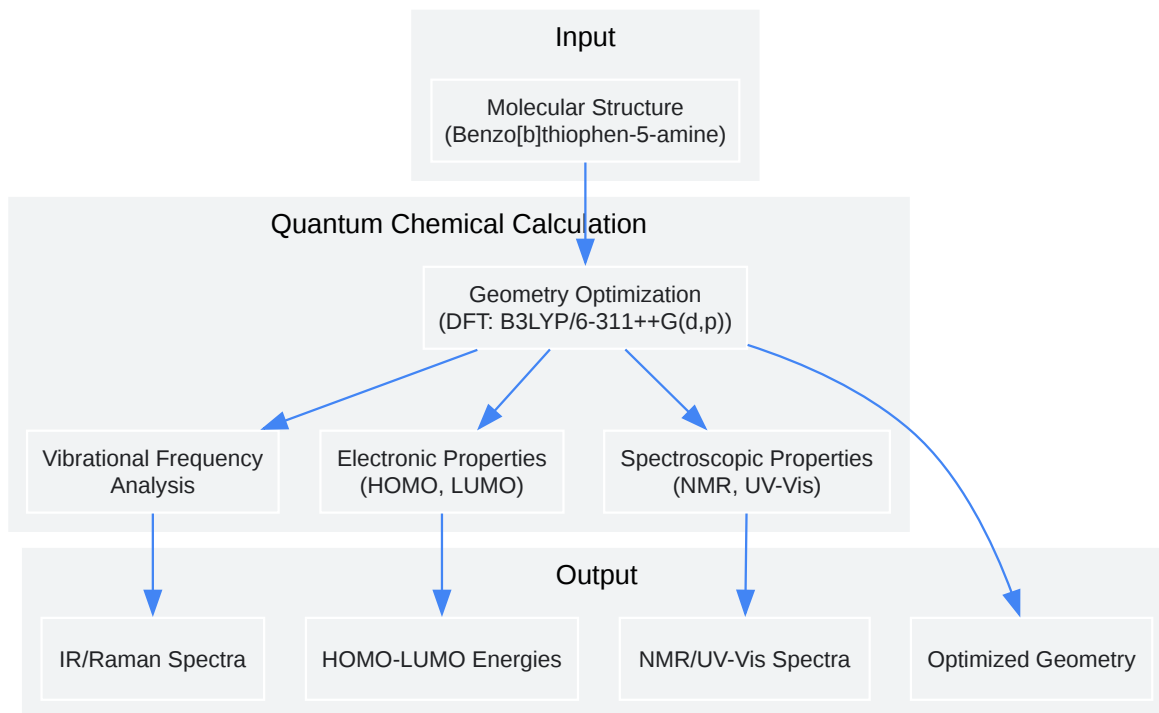 Input
Molecular Structure
(Benzo[b]thiophen-5-amine)
Quantum Chemical Calculation
Geometry Optimization
(DFT: B3LYP/6-311++G(d,p))
Vibrational Frequency
Analysis
Electronic Properties
(HOMO, LUMO)
Spectroscopic Properties
(NMR, UV-Vis)
Output
IR/Raman Spectra
HOMO-LUMO Energies
NMR/UV-Vis Spectra
Optimized Geometry